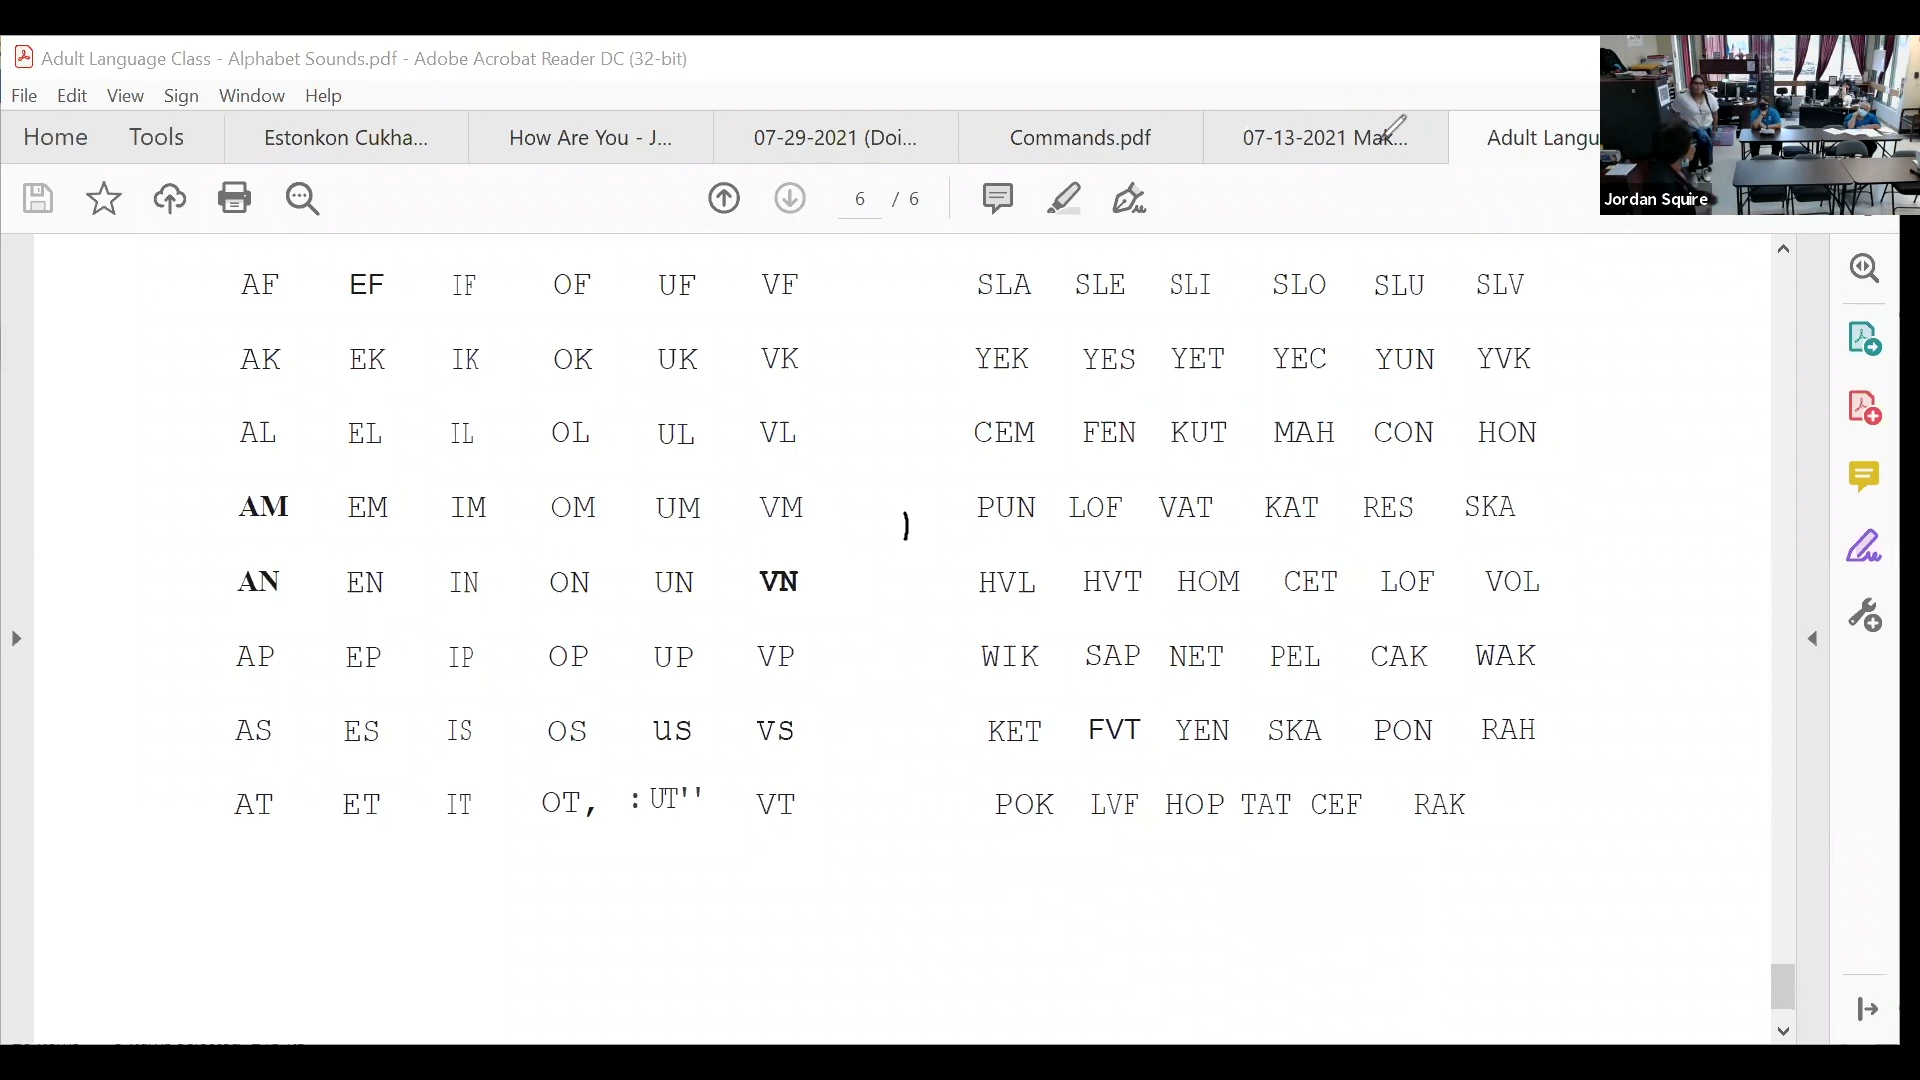 Adult Language Class - Alphabet Sounds.pdf - Adobe Acrobat Reader DC (32-bit)
File Edit View Sign Window Help
Home Tools Estonkon Cukha... How Are You - J... 07-29-2021 (Doi... Commands.pdf 07-13-2021 Mak... Adult Langu
6 / 6
Jordan Squire
AF EF IF OF UF VF SLA SLE SLI SLO SLU SLV
AK EK IK OK UK VK YEK YES YET YEC YUN YVK
AL EL IL OL UL VL CEM FEN KUT MAH CON HON
AM EM IM OM UM VM PUN LOF VAT KAT RES SKA
AN EN IN ON UN VN HVL HVT HOM CET LOF VOL
AP EP IP OP UP VP WIK SAP NET PEL CAK WAK
AS ES IS OS us vs KET FVT YEN SKA PON RAH
AT ET IT OT, :UT'' VT POK LVF HOP TAT CEF RAK